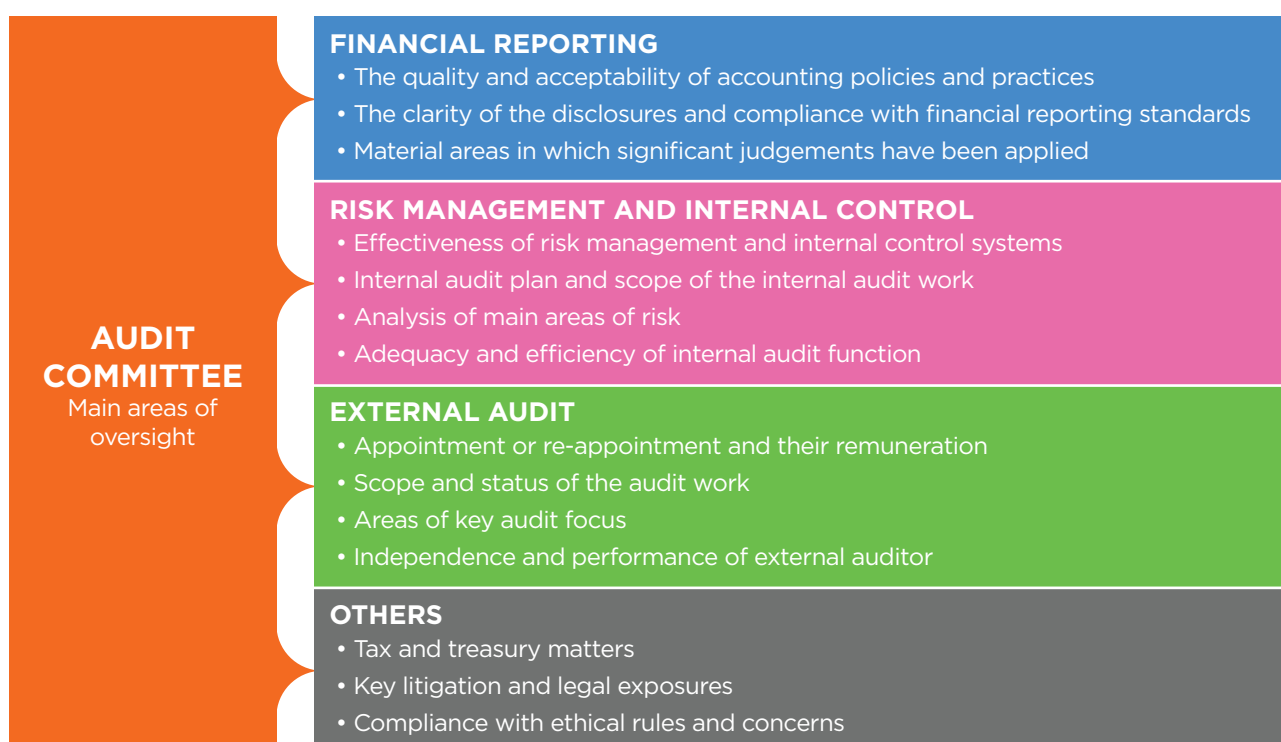 AUDIT
COMMITTEE
Main areas of
oversight
FINANCIAL REPORTING
• The quality and acceptability of accounting policies and practices
• The clarity of the disclosures and compliance with financial reporting standards
• Material areas in which significant judgements have been applied
RISK MANAGEMENT AND INTERNAL CONTROL
• Effectiveness of risk management and internal control systems
• Internal audit plan and scope of the internal audit work
• Analysis of main areas of risk
• Adequacy and efficiency of internal audit function
EXTERNAL AUDIT
• Appointment or re-appointment and their remuneration
• Scope and status of the audit work
• Areas of key audit focus
• Independence and performance of external auditor
OTHERS
• Tax and treasury matters
• Key litigation and legal exposures
• Compliance with ethical rules and concerns